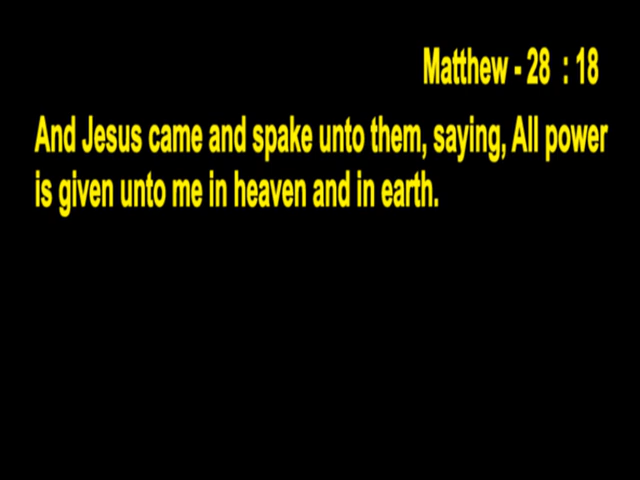 Matthew - 28 : 18
And Jesus came and spake unto them, saying, All power
is given unto me in heaven and in earth.